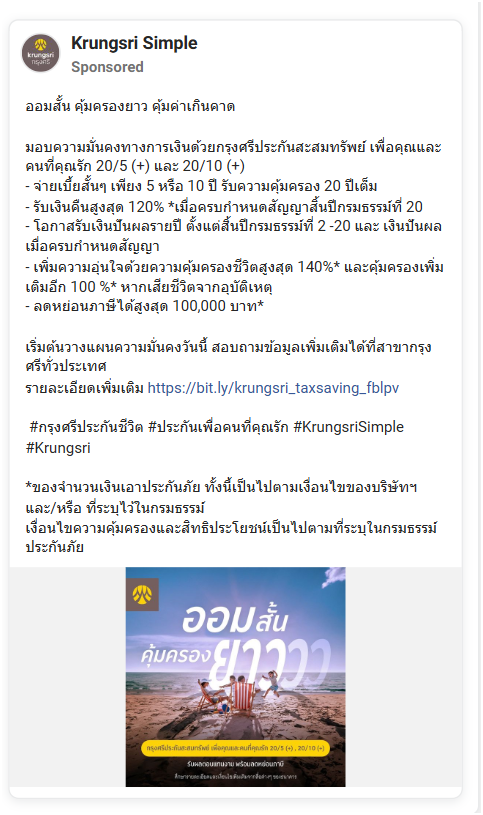 krungsri
กรุงศรี
Krungsri Simple
Sponsored
ออมสั้น คุ้มครองยาว คุ้มค่าเกินคาด
มอบความมั่นคงทางการเงินด้วยกรุงศรีประกันสะสมทรัพย์ เพื่อคุณและ
คนที่คุณรัก 20/5 (+) และ 20/10 (+)
- จ่ายเบี้ยสั้นๆ เพียง 5 หรือ 10 ปี รับความคุ้มครอง 20 ปีเต็ม
- รับเงินคืนสูงสุด 120% *เมื่อครบกำหนดสัญญาสิ้นปีกรมธรรม์ที่ 20
- โอกาสรับเงินปันผลรายปี ตั้งแต่สิ้นปีกรมธรรม์ที่ 2 -20 และ เงินปันผล
เมื่อครบกำหนดสัญญา
- เพิ่มความอุ่นใจด้วยความคุ้มครองชีวิตสูงสุด 140%* และคุ้มครองเพิ่ม
เติมอีก 100 %* หากเสียชีวิตจากอุบัติเหตุ
- ลดหย่อนภาษีได้สูงสุด 100,000 บาท*
เริ่มต้นวางแผนความมั่นคงวันนี้ สอบถามข้อมูลเพิ่มเติมได้ที่สาขากรุง
ศรีทั่วประเทศ
รายละเอียดเพิ่มเติม https://bit.ly/krungsri_taxsaving_fblpv
#กรุงศรีประกันชีวิต #ประกันเพื่อคนที่คุณรัก #KrungsriSimple
#Krungsri
*ของจำนวนเงินเอาประกันภัย ทั้งนี้เป็นไปตามเงื่อนไขของบริษัทฯ
และ/หรือ ที่ระบุไว้ในกรมธรรม์
เงื่อนไขความคุ้มครองและสิทธิประโยชน์เป็นไปตามที่ระบุในกรมธรรม์
ประกันภัย
ออมสั้น
คุ้มครองยาววว
กรุงศรีประกันสะสมทรัพย์ เพื่อคุณและคนที่คุณรัก 20/5 (+) , 20/10 (+)
รับผลตอบแทนงาม พร้อมลดหย่อนภาษี